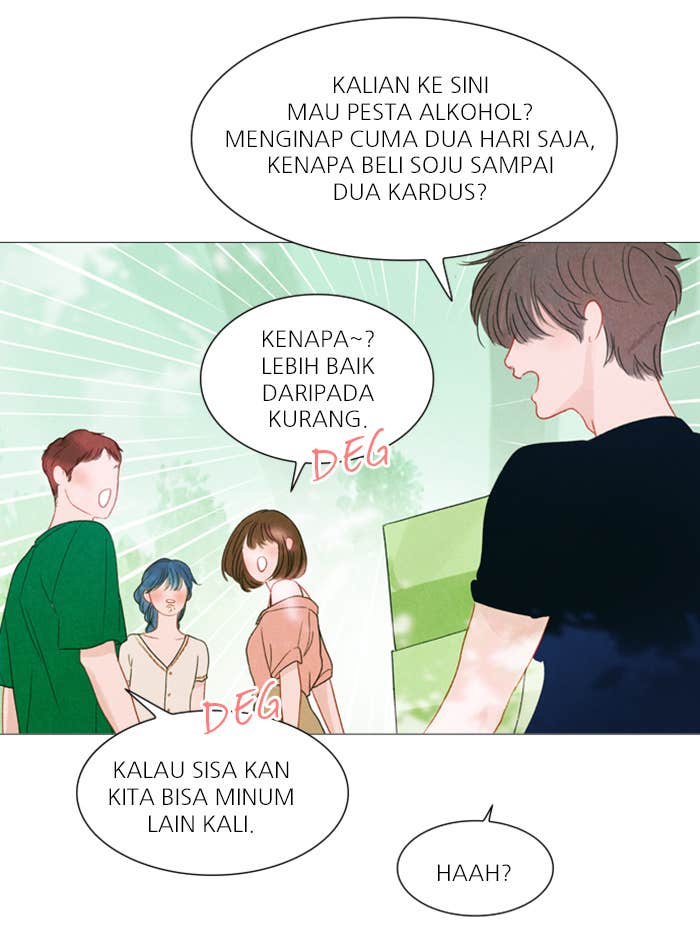 KALIAN KE SINI
MAU PESTA ALKOHOL?
MENGINAP CUMA DUA HARI SAJA,
KENAPA BELI SOJU SAMPAI
DUA KARDUS?
KENAPA~?
LEBIH BAIK
DARIPADA
KURANG.
DEG
DEG
KALAU SISA KAN
KITA BISA MINUM
LAIN KALI.
HAAH?